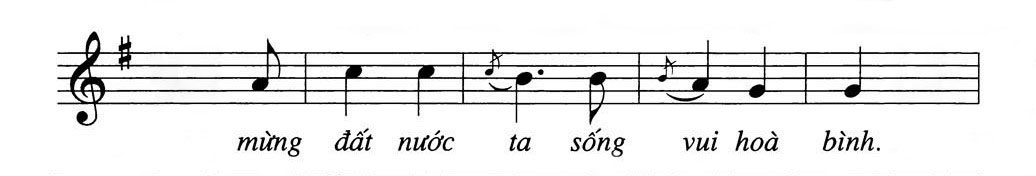 mừng đất nước ta sống vui hoà bình.